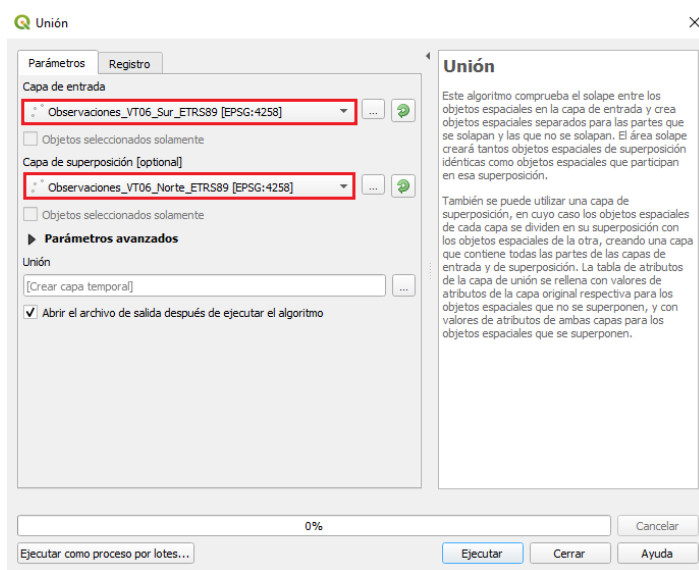 Unión
Parámetros
Registro
Capa de entrada
Observaciones_VT06_Sur_ETRS89 [EPSG:4258]
...
Objetos seleccionados solamente
Capa de superposición [optional]
Observaciones_VT06_Norte_ETRS89 [EPSG:4258]
...
Objetos seleccionados solamente
Parámetros avanzados
Unión
[Crear capa temporal]
...
Abrir el archivo de salida después de ejecutar el algoritmo
Unión
Este algoritmo comprueba el solape entre los
objetos espaciales en la capa de entrada y crea
objetos espaciales separados para las partes que
se solapan y las que no se solapan. El área solape
creará tantos objetos espaciales de superposición
idénticas como objetos espaciales que participan
en esa superposición.
También se puede utilizar una capa de
superposición, en cuyo caso los objetos espaciales
de cada capa se dividen en su superposición con
los objetos espaciales de la otra, creando una capa
que contiene todas las partes de las capas de
entrada y de superposición. La tabla de atributos
de la capa de unión se rellena con valores de
atributos de la capa original respectiva para los
objetos espaciales que no se superponen, y con
valores de atributos de ambas capas para los
objetos espaciales que se superponen.
0%
Cancelar
Ejecutar como proceso por lotes...
Ejecutar
Cerrar
Ayuda